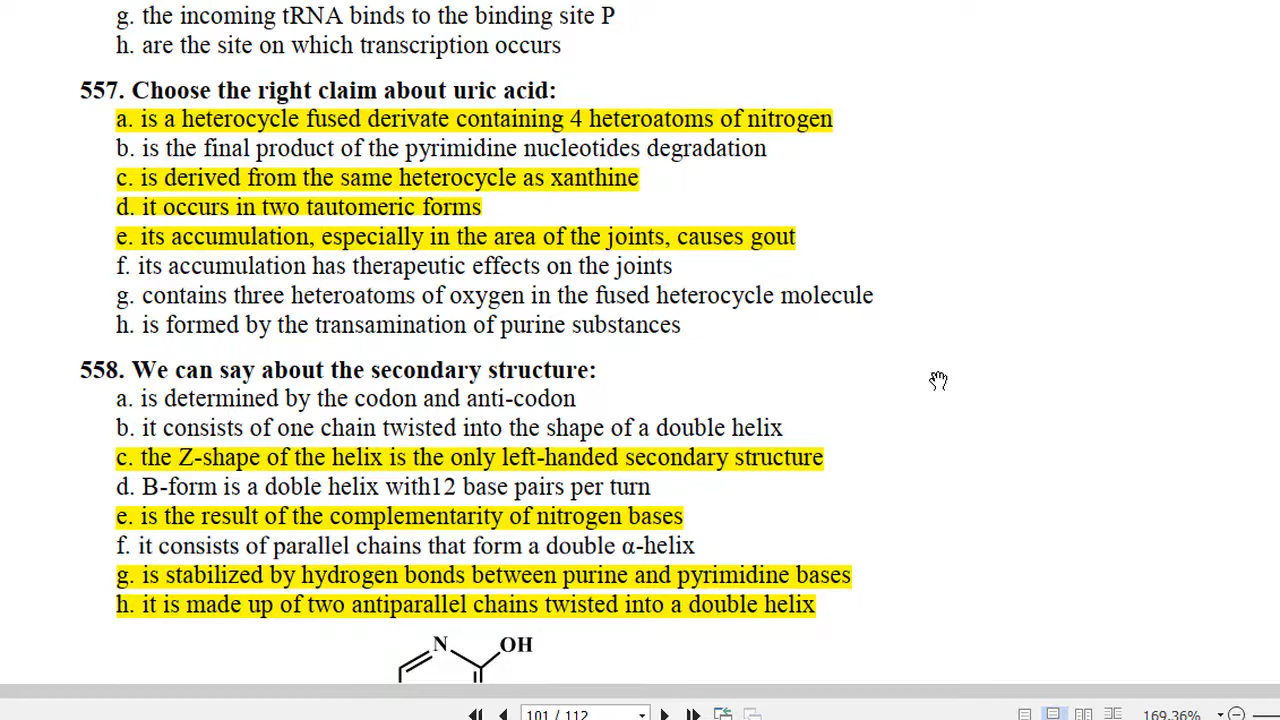 g. the incoming tRNA binds to the binding site P
h. are the site on which transcription occurs
557. Choose the right claim about uric acid:
a. is a heterocycle fused derivate containing 4 heteroatoms of nitrogen
b. is the final product of the pyrimidine nucleotides degradation
c. is derived from the same heterocycle as xanthine
d. it occurs in two tautomeric forms
e. its accumulation, especially in the area of the joints, causes gout
f. its accumulation has therapeutic effects on the joints
g. contains three heteroatoms of oxygen in the fused heterocycle molecule
h. is formed by the transamination of purine substances
558. We can say about the secondary structure:
a. is determined by the codon and anti-codon
b. it consists of one chain twisted into the shape of a double helix
c. the Z-shape of the helix is the only left-handed secondary structure
d. B-form is a doble helix with12 base pairs per turn
e. is the result of the complementarity of nitrogen bases
f. it consists of parallel chains that form a double α-helix
g. is stabilized by hydrogen bonds between purine and pyrimidine bases
h. it is made up of two antiparallel chains twisted into a double helix
N OH
101 / 112 169.36%